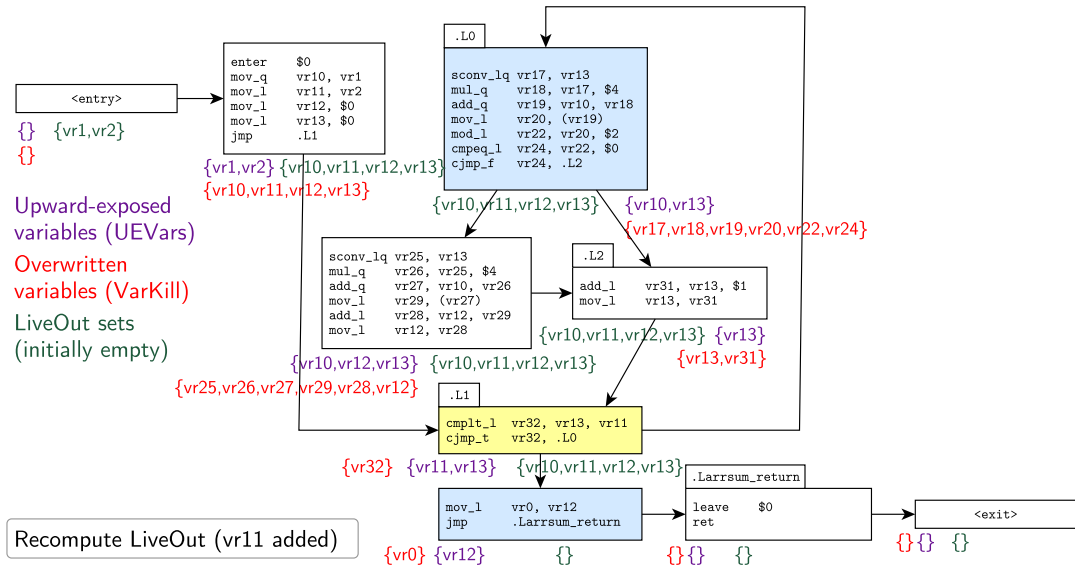 .L0
enter    $0
mov_q    vr10, vr1
mov_l    vr11, vr2
mov_l    vr12, $0
mov_l    vr13, $0
jmp      .L1
sconv_lq vr17, vr13
mul_q    vr18, vr17, $4
add_q    vr19, vr10, vr18
mov_l    vr20, (vr19)
mod_l    vr22, vr20, $2
cmpeq_l  vr24, vr22, $0
cjmp_f   vr24, .L2
<entry>
{} {vr1,vr2}
{}
{vr1,vr2} {vr10,vr11,vr12,vr13}
{vr10,vr11,vr12,vr13}
{vr10,vr11,vr12,vr13} {vr10,vr13}
{vr17,vr18,vr19,vr20,vr22,vr24}
Upward-exposed
variables (UEVars)
Overwritten
variables (VarKill)
LiveOut sets
(initially empty)
sconv_lq vr25, vr13
mul_q    vr26, vr25, $4
add_q    vr27, vr10, vr26
mov_l    vr29, (vr27)
add_l    vr28, vr12, vr29
mov_l    vr12, vr28
.L2
add_l    vr31, vr13, $1
mov_l    vr13, vr31
{vr10,vr11,vr12,vr13} {vr13}
{vr13,vr31}
{vr10,vr12,vr13} {vr10,vr11,vr12,vr13}
{vr25,vr26,vr27,vr29,vr28,vr12}
.L1
cmplt_l  vr32, vr13, vr11
cjmp_t   vr32, .L0
{vr32} {vr11,vr13} {vr10,vr11,vr12,vr13}
mov_l    vr0, vr12
jmp      .Larrsum_return
{vr0} {vr12} {}
.Larrsum_return
leave    $0
ret
{} {} {}
<exit>
{} {} {}
Recompute LiveOut (vr11 added)